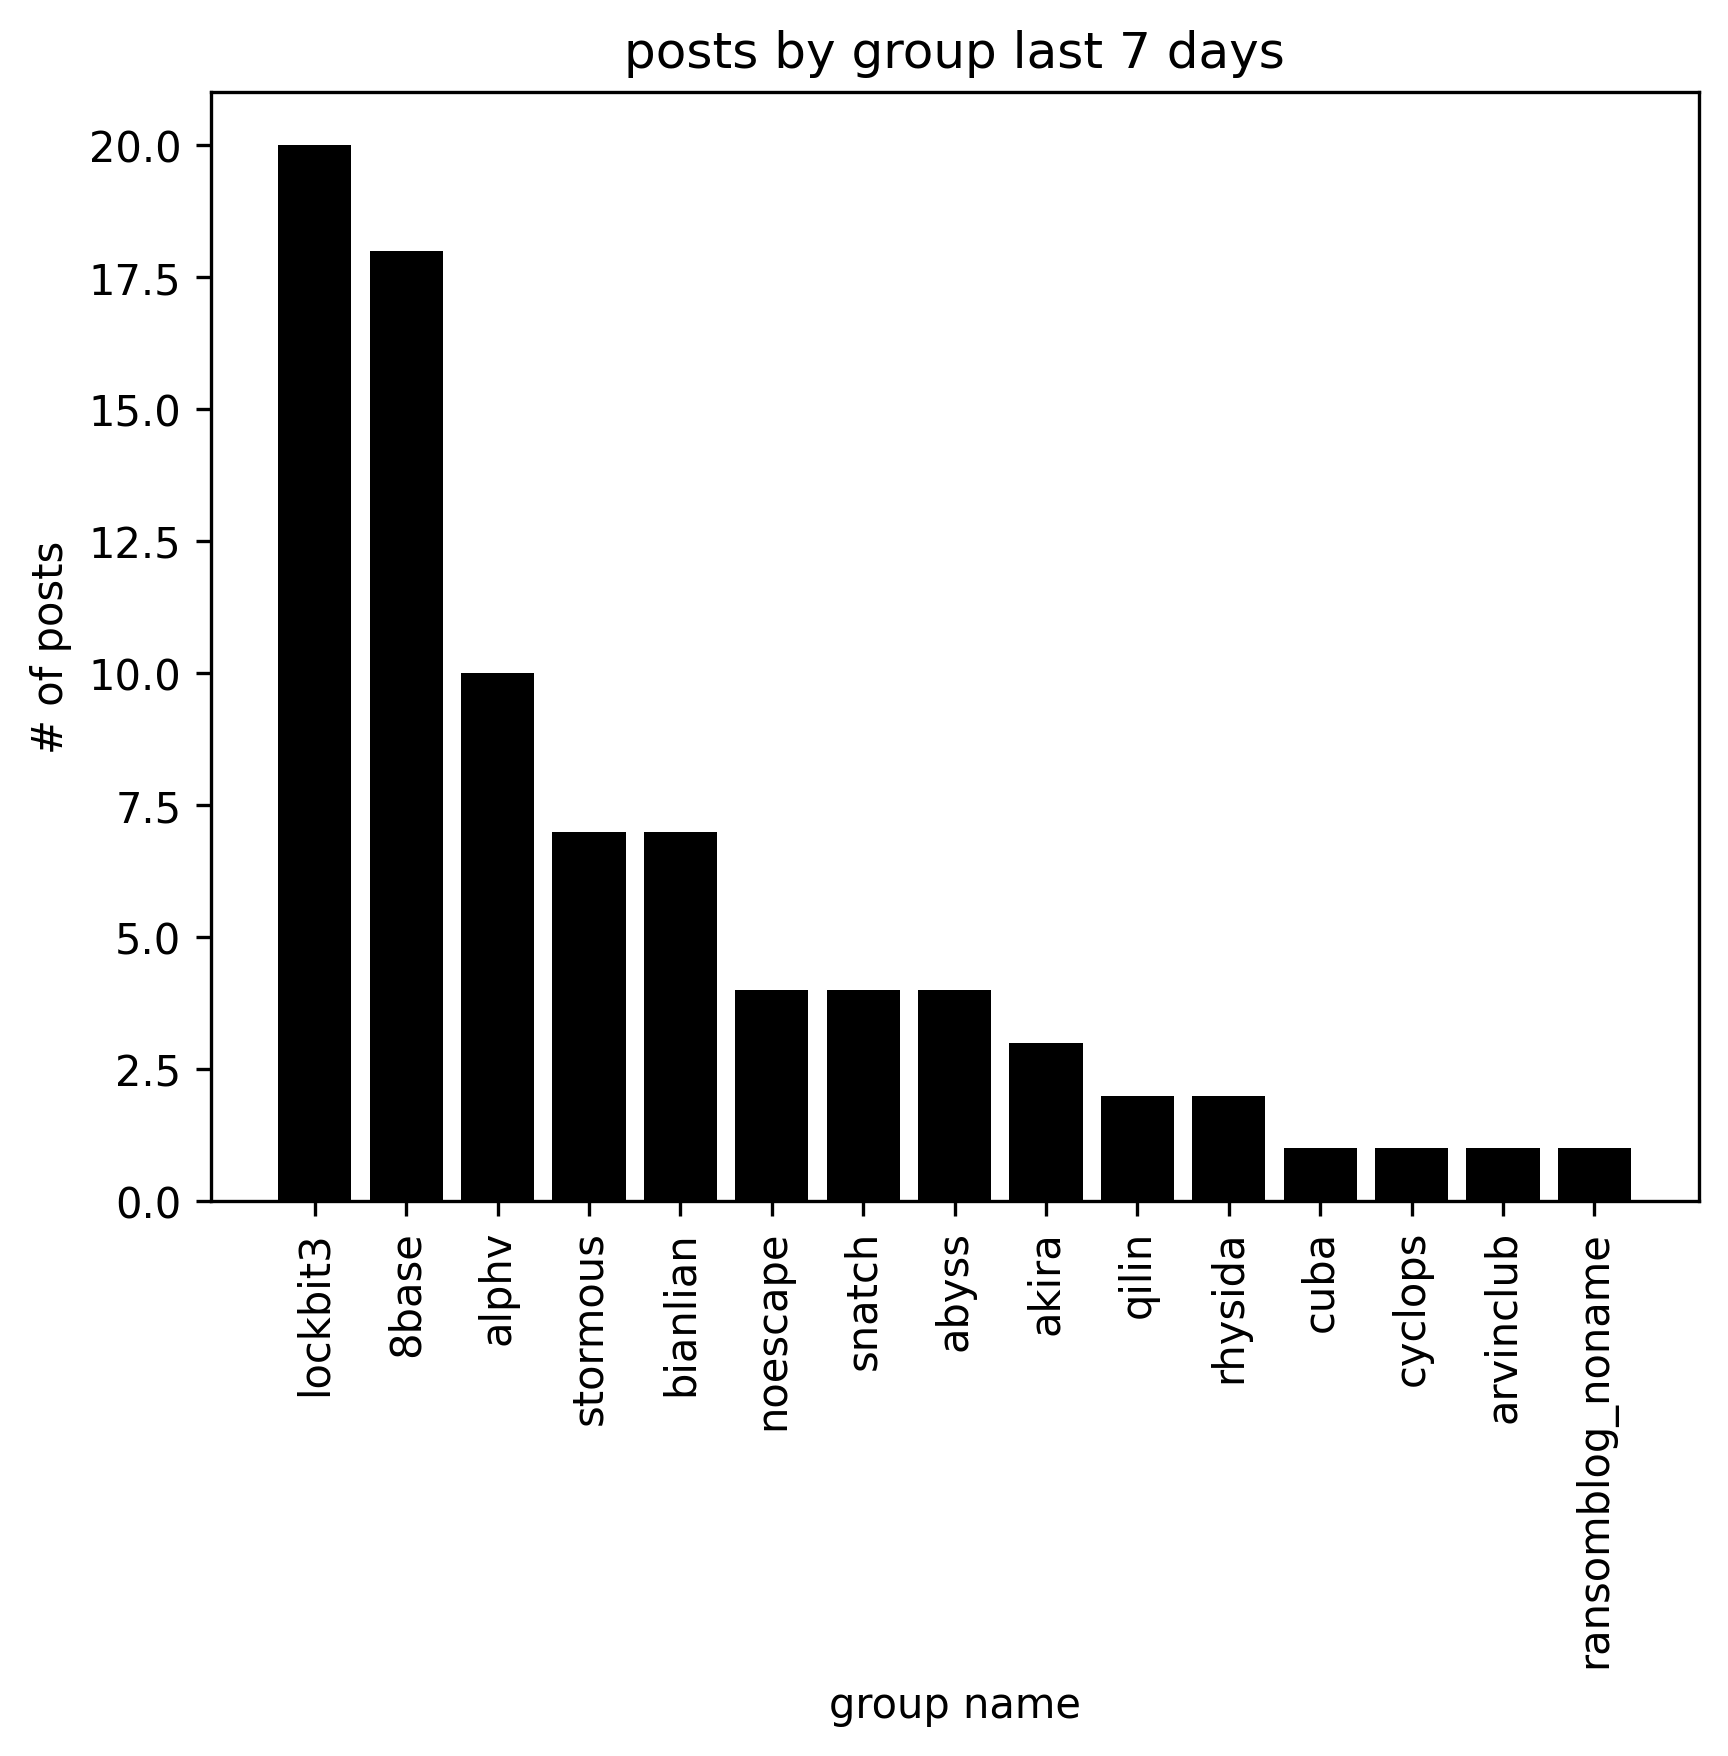 posts by group last 7 days
20.0
17.5
15.0
12.5
10.0
7.5
5.0
2.5
0.0
# of posts
lockbit3
8base
alphv
stormous
bianlian
noescape
snatch
abyss
akira
qilin
rhysida
cuba
cyclops
arvinclub
ransomblog_noname
group name